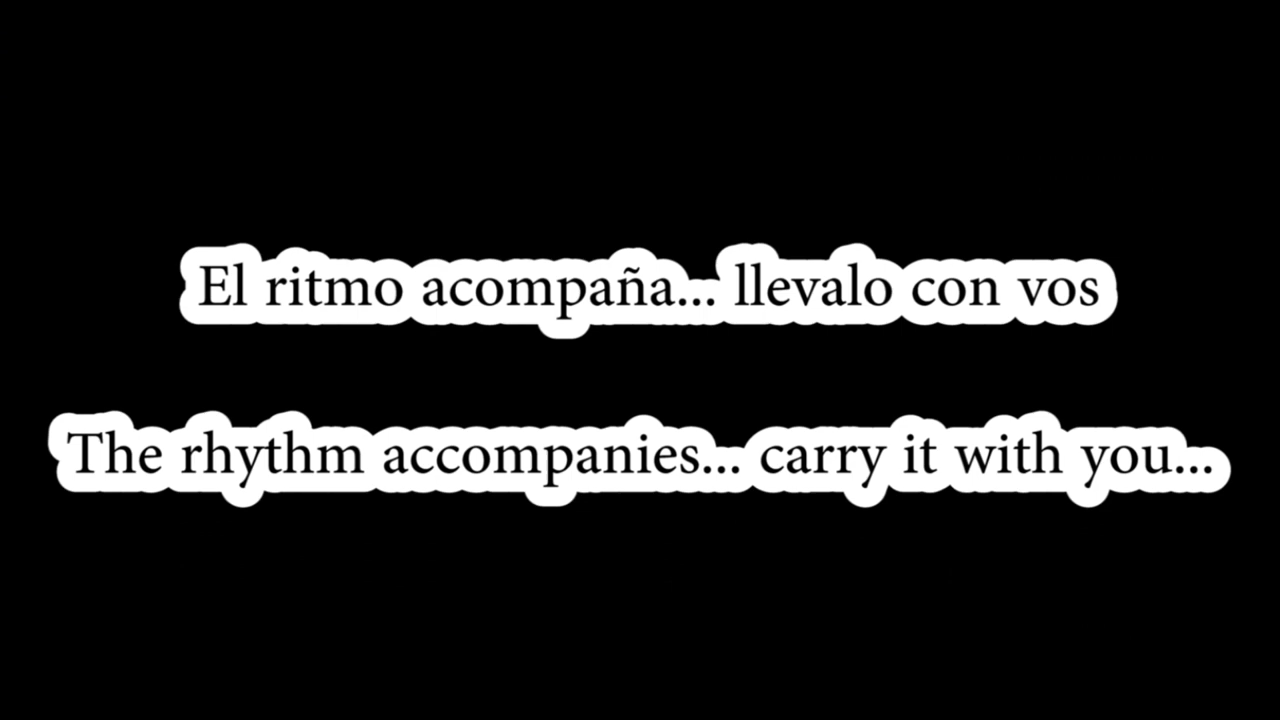 El ritmo acompaña... llevalo con vos
The rhythm accompanies... carry it with you...